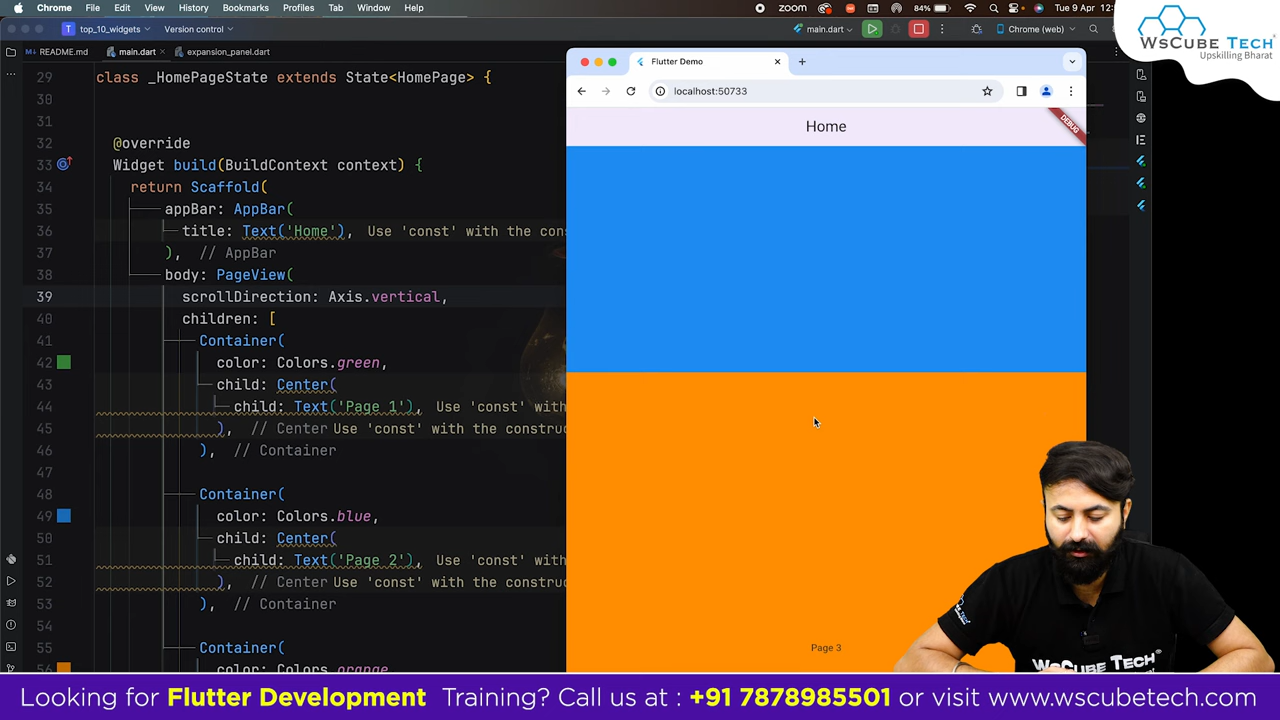 Chrome File Edit View History Bookmarks Profiles Tab Window Help
zoom 84% Tue 9 Apr
T top_10_widgets Version control main.dart Chrome (web)
README.md main.dart expansion_panel.dart
WsCube Tech
Upskilling Bharat
Flutter Demo
localhost:50733
Home
DEBUG
29 class _HomePageState extends State<HomePage> {
30
31
32 @override
33 Widget build(BuildContext context) {
34 return Scaffold(
35 appBar: AppBar(
36 title: Text('Home'), Use 'const' with the
37 ), // AppBar
38 body: PageView(
39 scrollDirection: Axis.vertical,
40 children: [
41 Container(
42 color: Colors.green,
43 child: Center(
44 child: Text('Page 1'), Use 'const' with
45 ), // Center Use 'const' with the
46 ), // Container
47
48 Container(
49 color: Colors.blue,
50 child: Center(
51 child: Text('Page 2'), Use 'const' with
52 ), // Center Use 'const' with the
53 ), // Container
54
55 Container(
56 color: Colors.orange,
Page 3
WsCube Tech
Looking for Flutter Development Training? Call us at : +91 7878985501 or visit www.wscubetech.com